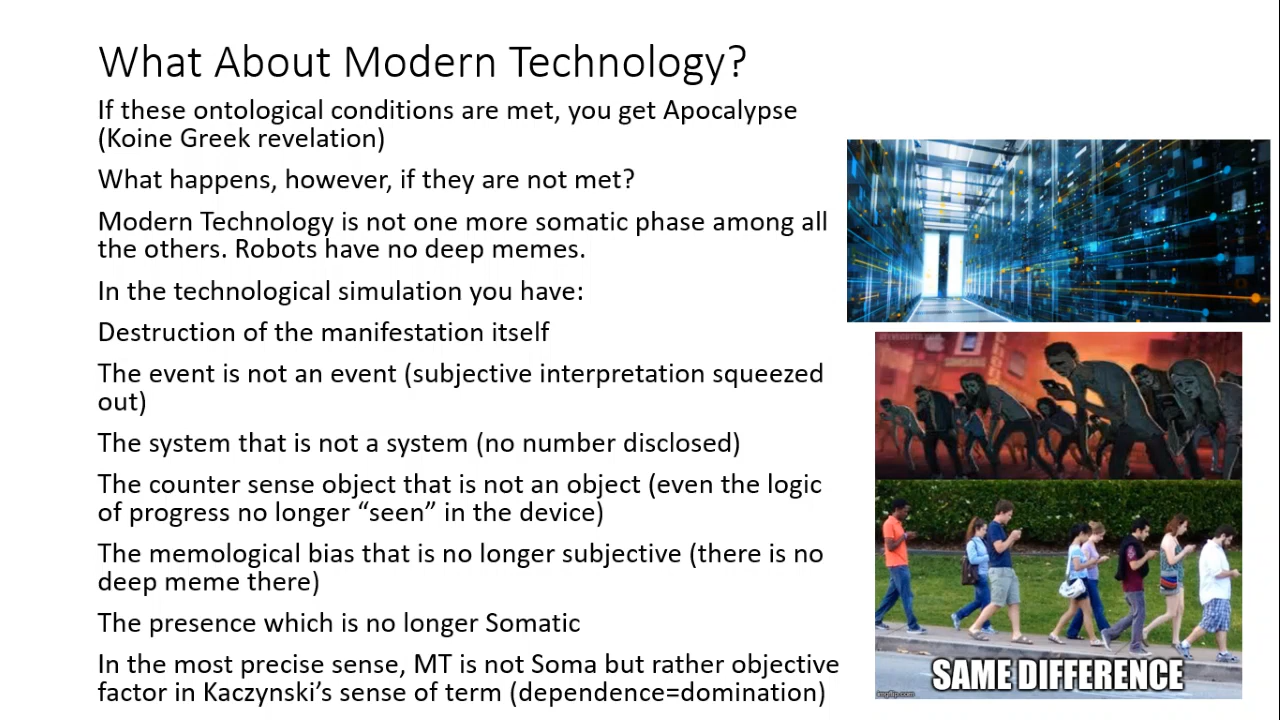 What About Modern Technology?
If these ontological conditions are met, you get Apocalypse
(Koine Greek revelation)
What happens, however, if they are not met?
Modern Technology is not one more somatic phase among all
the others. Robots have no deep memes.
In the technological simulation you have:
Destruction of the manifestation itself
The event is not an event (subjective interpretation squeezed
out)
The system that is not a system (no number disclosed)
The counter sense object that is not an object (even the logic
of progress no longer “seen” in the device)
The memological bias that is no longer subjective (there is no
deep meme there)
The presence which is no longer Somatic
In the most precise sense, MT is not Soma but rather objective
factor in Kaczynski’s sense of term (dependence=domination)
SAME DIFFERENCE
imgflip.com